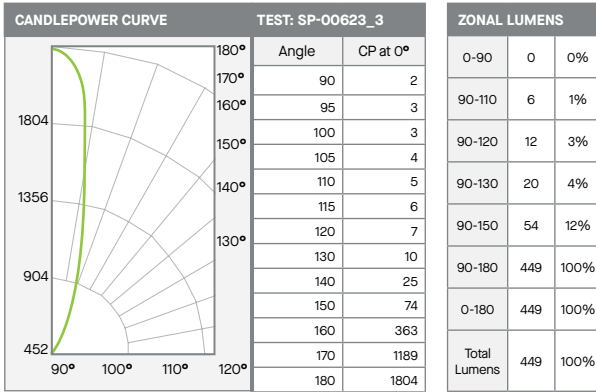 CANDLEPOWER CURVE TEST: SP-00623_3
180°
170°
160°
1804
150°
1356
140°
130°
904
452
90° 100° 110° 120°
Angle CP at 0°
90 2
95 3
100 3
105 4
110 5
115 6
120 7
130 10
140 25
150 74
160 363
170 1189
180 1804
ZONAL LUMENS
0-90 0 0%
90-110 6 1%
90-120 12 3%
90-130 20 4%
90-150 54 12%
90-180 449 100%
0-180 449 100%
Total
Lumens 449 100%